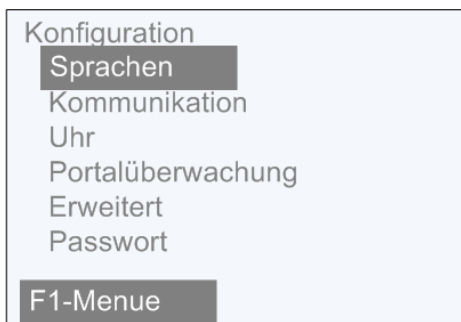 Konfiguration
Sprachen
Kommunikation
Uhr
Portalüberwachung
Erweitert
Passwort
F1-Menue